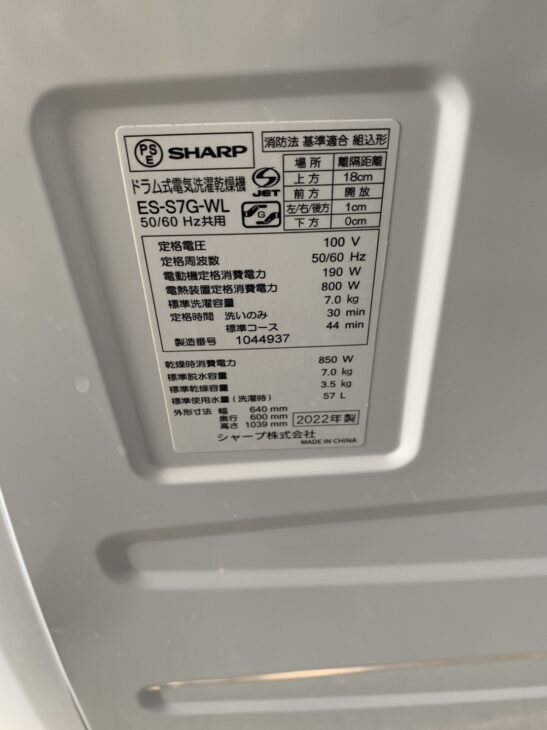 PSE SHARP
消防法 基準適合 組込形
ドラム式電気洗濯乾燥機
JET
ES-S7G-WL
50/60 Hz共用
G
場所 離隔距離
上方 18cm
前方 開放
左/右/後方 1cm
下方 0cm
定格電圧 100 V
定格周波数 50/60 Hz
電動機定格消費電力 190 W
電熱装置定格消費電力 800 W
標準洗濯容量 7.0 kg
定格時間 洗いのみ 30 min
標準コース 44 min
製造番号 1044937
乾燥時消費電力 850 W
標準脱水容量 7.0 kg
標準乾燥容量 3.5 kg
標準使用水量 (洗濯時) 57 L
外形寸法 幅 640 mm
奥行 600 mm
高さ 1039 mm
2022年製
シャープ株式会社
MADE IN CHINA